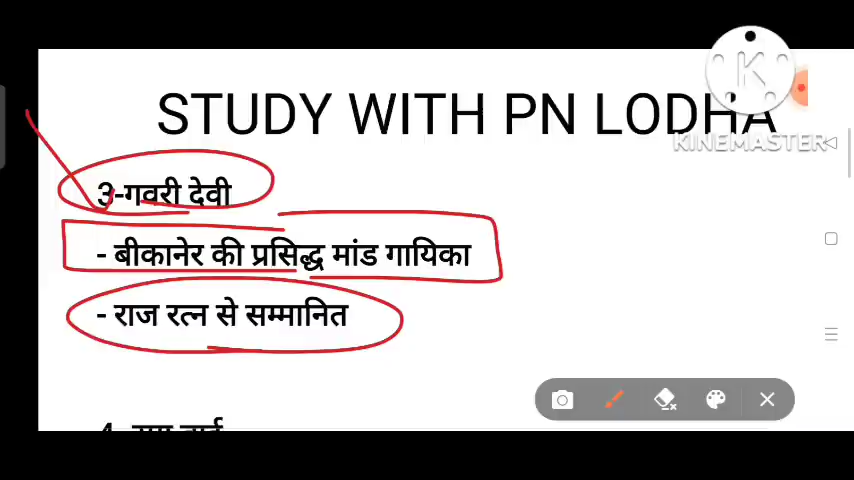 STUDY WITH PN LODHA
KINEMASTER
3-गवरी देवी
- बीकानेर की प्रसिद्ध मांड गायिका
- राज रत्न से सम्मानित